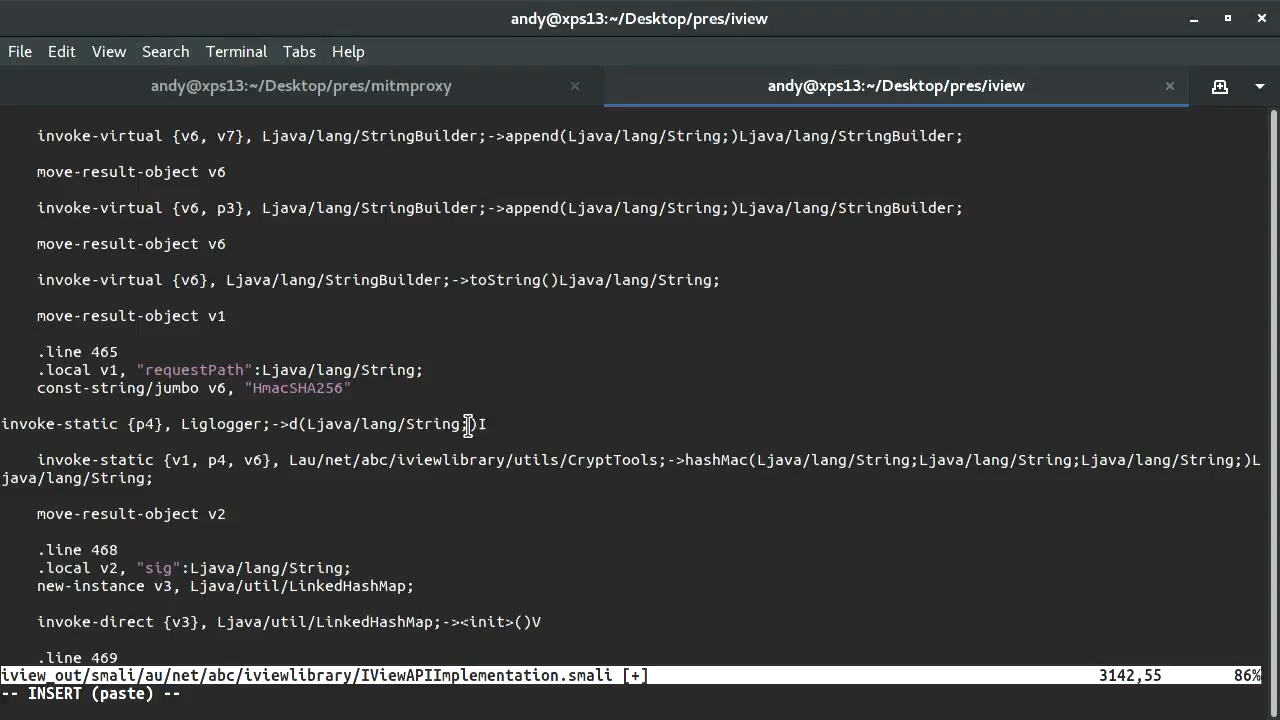 andy@xps13:~/Desktop/pres/iview
File Edit View Search Terminal Tabs Help
andy@xps13:~/Desktop/pres/mitmproxy
andy@xps13:~/Desktop/pres/iview
invoke-virtual {v6, v7}, Ljava/lang/StringBuilder;->append(Ljava/lang/String;)Ljava/lang/StringBuilder;
move-result-object v6
invoke-virtual {v6, p3}, Ljava/lang/StringBuilder;->append(Ljava/lang/String;)Ljava/lang/StringBuilder;
move-result-object v6
invoke-virtual {v6}, Ljava/lang/StringBuilder;->toString()Ljava/lang/String;
move-result-object v1
.line 465
.local v1, "requestPath":Ljava/lang/String;
const-string/jumbo v6, "HmacSHA256"
invoke-static {p4}, Liglogger;->d(Ljava/lang/String;)I
invoke-static {v1, p4, v6}, Lau/net/abc/iviewlibrary/utils/CryptTools;->hashMac(Ljava/lang/String;Ljava/lang/String;Ljava/lang/String;)L
java/lang/String;
move-result-object v2
.line 468
.local v2, "sig":Ljava/lang/String;
new-instance v3, Ljava/util/LinkedHashMap;
invoke-direct {v3}, Ljava/util/LinkedHashMap;-><init>()V
.line 469
iview_out/smali/au/net/abc/iviewlibrary/IViewAPIImplementation.smali [+] 3142,55 86%
-- INSERT (paste) --